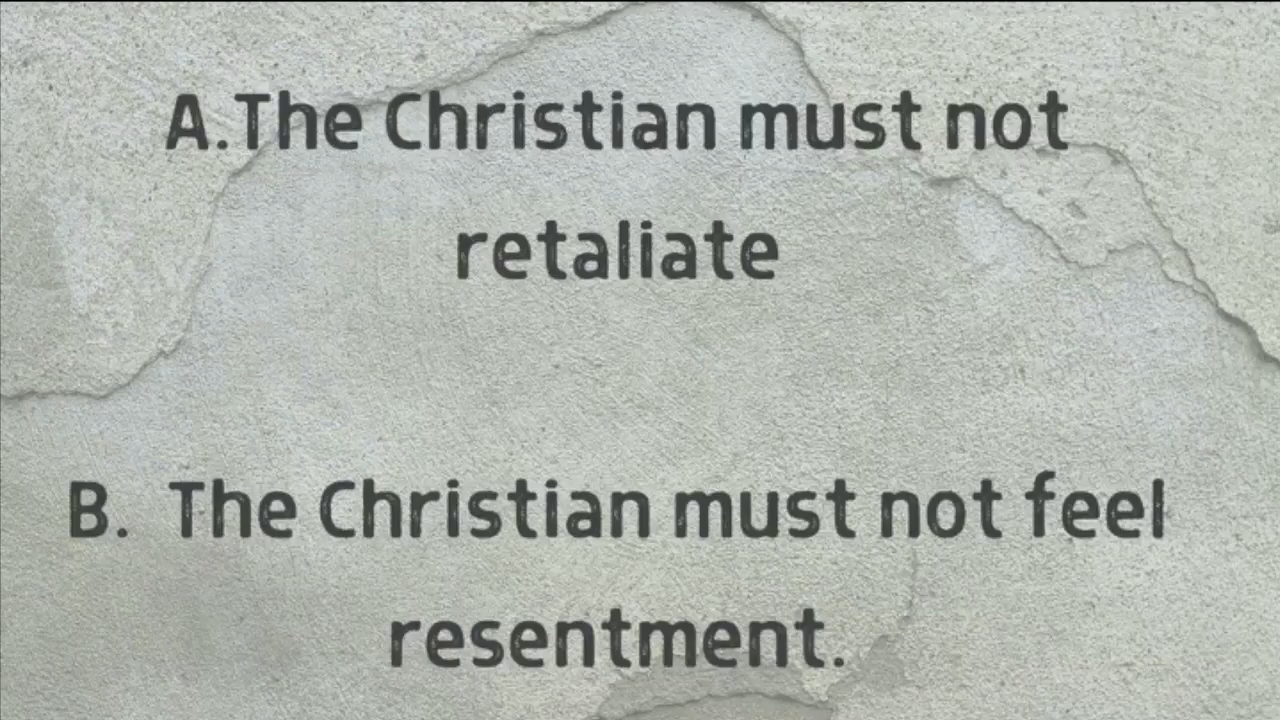 A.The Christian must not
retaliate
B. The Christian must not feel
resentment.